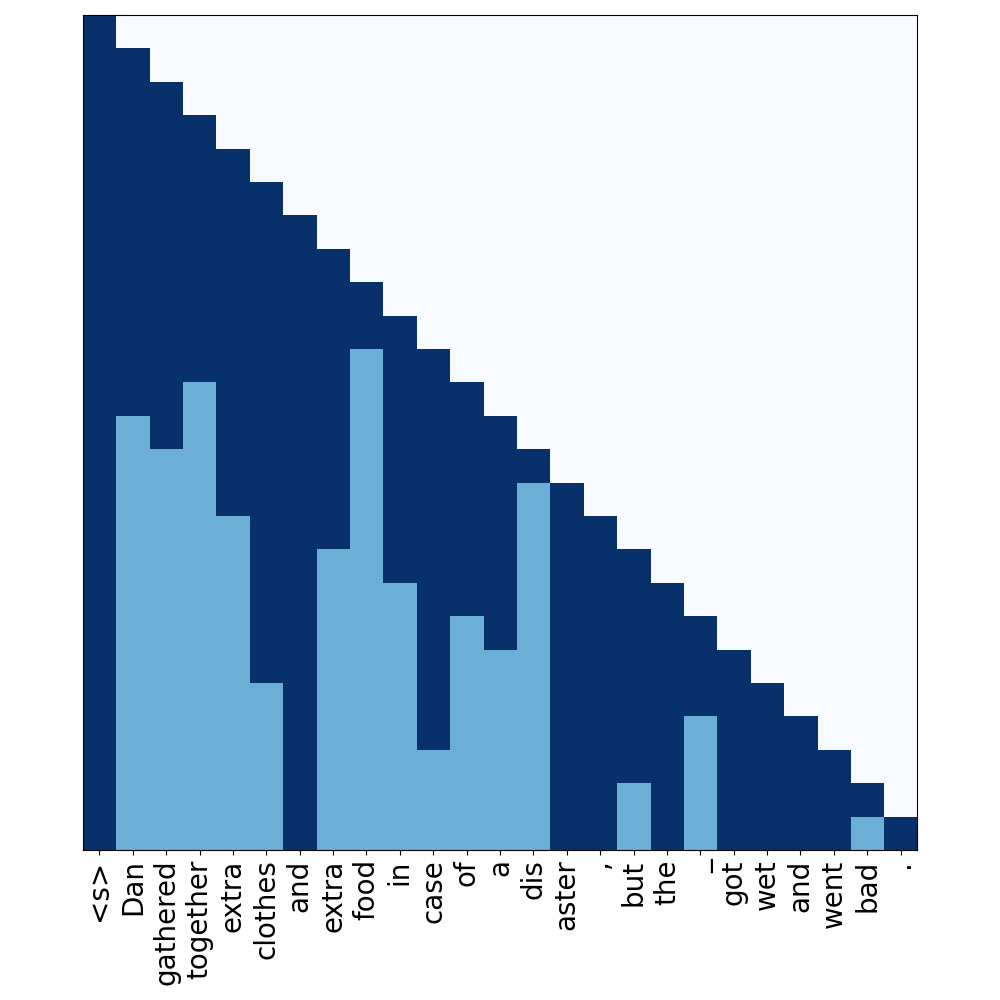 <s>
Dan
gathered
together
extra
clothes
and
extra
food
in
case
of
a
dis
aster
,
but
the
_
got
wet
and
went
bad
.